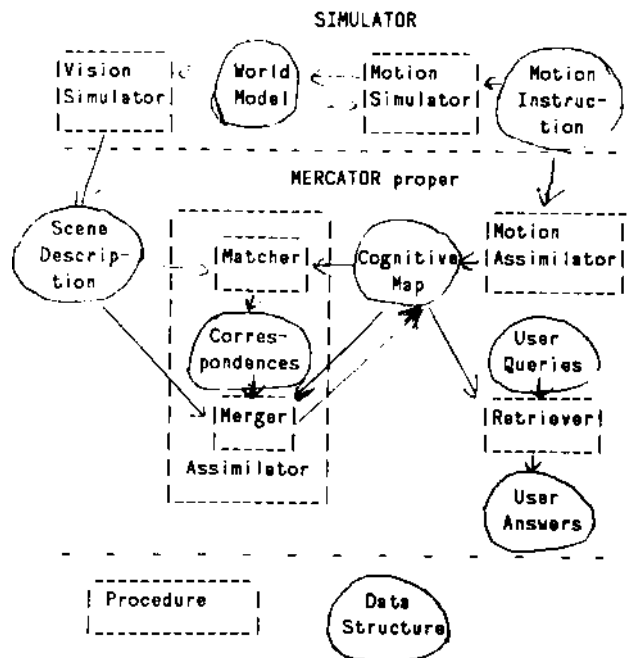 SIMULATOR
Vision
Simulator
World
Model
Motion
Simulator
Motion
Instruc-
tion
MERCATOR proper
Scene
Descrip-
tion
Matcher
Cognitive
Map
Motion
Assimilator
Corres-
pondences
User
Queries
Merger
Retriever
Assimilator
User
Answers
Procedure
Data
Structure